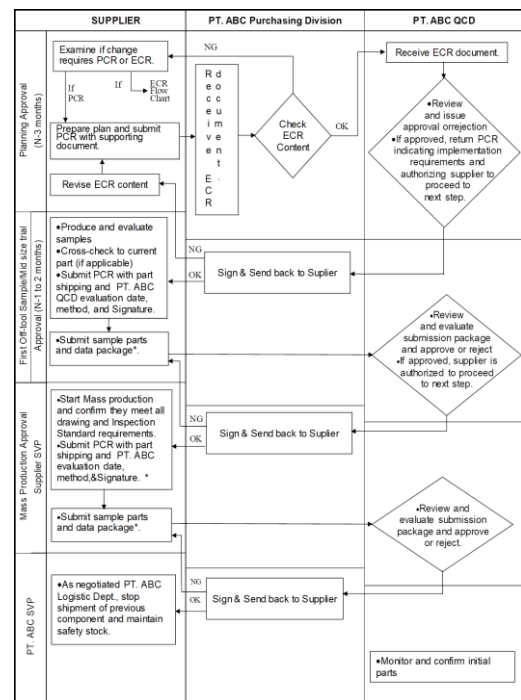 SUPPLIER
PT. ABC Purchasing Division
PT. ABC QCD
Planning Approval
(N-3 months)
Examine if change
requires PCR or ECR.
If
PCR
If
ECR
Flow
Chart
Prepare plan and submit
PCR with supporting
document.
Revise ECR content
NG
Receive ECR
document.
Check
ECR
Content
OK
Receive ECR document.
•Review
and issue
approval orrejection
•If approved, return PCR
indicating implementation
requirements and
authorizing supplier to
proceed to
next step.
First Off-tool Sample/Mid size trial
Approval (N-1 to 2 months)
•Produce and evaluate
samples
•Cross-check to current
part (if applicable)
•Submit PCR with part
shipping and PT. ABC
QCD evaluation date,
method, and Signature.
NG
OK
Sign & Send back to Suplier
•Submit sample parts
and data package*.
•Review
and evaluate
submission package
and approve or reject
•If approved, supplier is
authorized to proceed
to next step.
Mass Production Approval
Supplier SVP
•Start Mass production
and confirm they meet all
drawing and Inspection
Standard requirements.
•Submit PCR with part
shipping and PT. ABC
evaluation date,
method,&Signature. *
NG
OK
Sign & Send back to Suplier
•Submit sample parts
and data package*.
•Review and
evaluate submission
package and approve
or reject.
PT. ABC SVP
•As negotiated PT. ABC
Logistic Dept., stop
shipment of previous
component and maintain
safety stock.
NG
OK
Sign & Send back to Supplier
•Monitor and confirm initial
parts